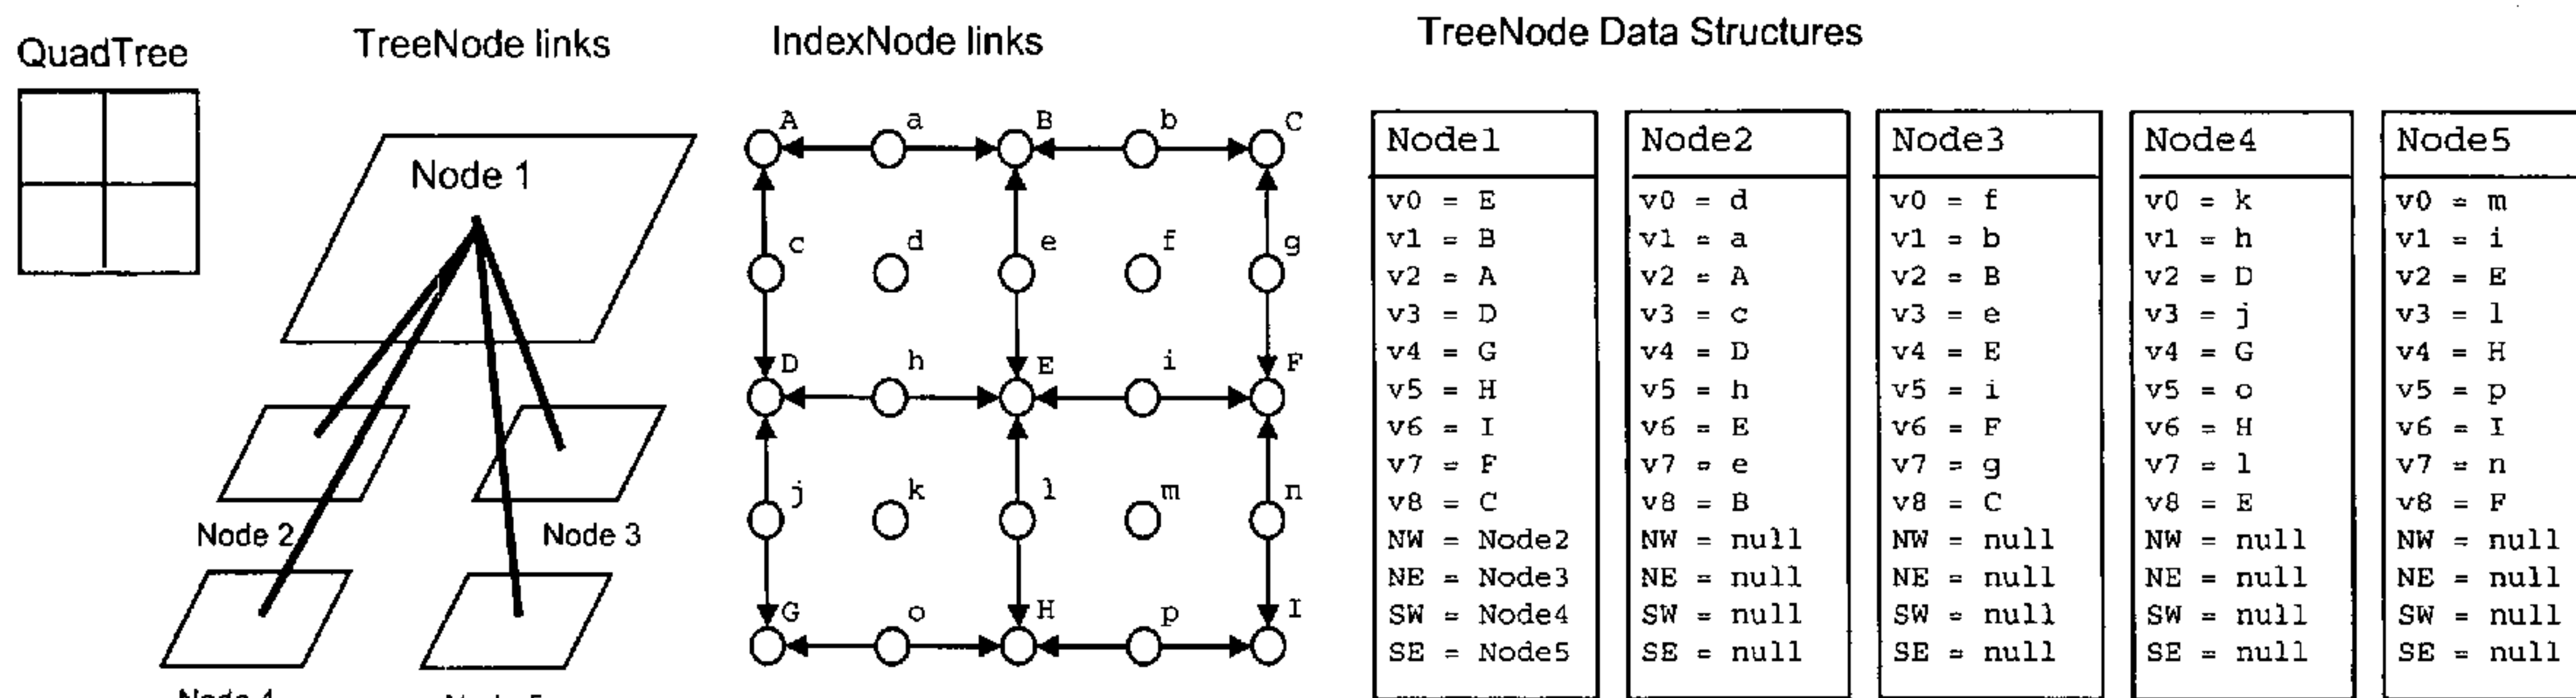 QuadTree
TreeNode links
IndexNode links
TreeNode Data Structures
Node 1
Node 2
Node 3
Node 4
A a B b C
c d e f g
D h E i F
j k l m n
G o H p I
Node1
v0 = E
v1 = B
v2 = A
v3 = D
v4 = G
v5 = H
v6 = I
v7 = F
v8 = C
NW = Node2
NE = Node3
SW = Node4
SE = Node5
Node2
v0 = d
v1 = a
v2 = A
v3 = c
v4 = D
v5 = h
v6 = E
v7 = e
v8 = B
NW = null
NE = null
SW = null
SE = null
Node3
v0 = f
v1 = b
v2 = B
v3 = e
v4 = E
v5 = i
v6 = F
v7 = g
v8 = C
NW = null
NE = null
SW = null
SE = null
Node4
v0 = k
v1 = h
v2 = D
v3 = j
v4 = G
v5 = o
v6 = H
v7 = l
v8 = E
NW = null
NE = null
SW = null
SE = null
Node5
v0 = m
v1 = i
v2 = E
v3 = l
v4 = H
v5 = p
v6 = I
v7 = n
v8 = F
NW = null
NE = null
SW = null
SE = null